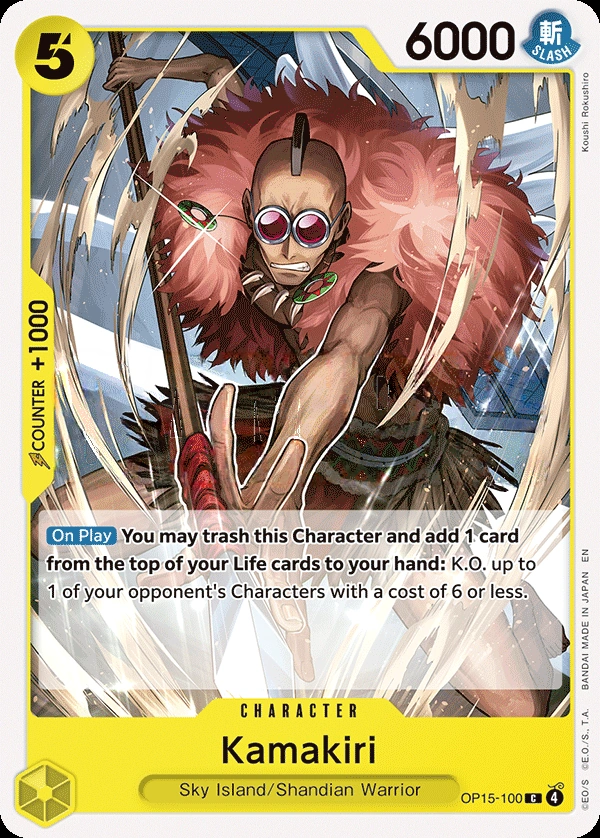 5
6000
斬
SLASH
Koushi Rokushiro
COUNTER +1000
On Play You may trash this Character and add 1 card
from the top of your Life cards to your hand: K.O. up to
1 of your opponent's Characters with a cost of 6 or less.
CHARACTER
Kamakiri
Sky Island/Shandian Warrior
OP15-100 C 4
©E.O/S ©E.O./S., T.A. BANDAI MADE IN JAPAN EN